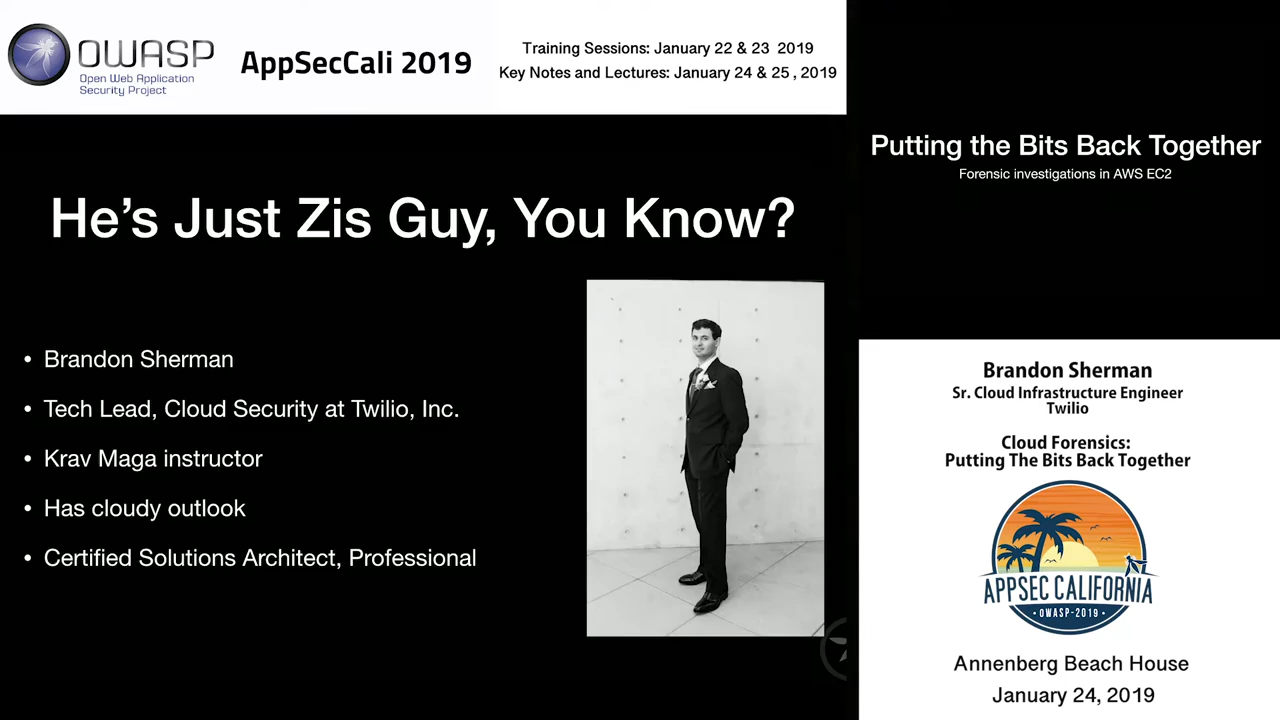 OWASP
Open Web Application
Security Project
AppSecCali 2019
Training Sessions: January 22 & 23 2019
Key Notes and Lectures: January 24 & 25 , 2019
He's Just Zis Guy, You Know?
• Brandon Sherman
• Tech Lead, Cloud Security at Twilio, Inc.
• Krav Maga instructor
• Has cloudy outlook
• Certified Solutions Architect, Professional
Putting the Bits Back Together
Forensic investigations in AWS EC2
Brandon Sherman
Sr. Cloud Infrastructure Engineer
Twilio
Cloud Forensics:
Putting The Bits Back Together
APPSEC CALIFORNIA
• OWASP-2019 •
Annenberg Beach House
January 24, 2019